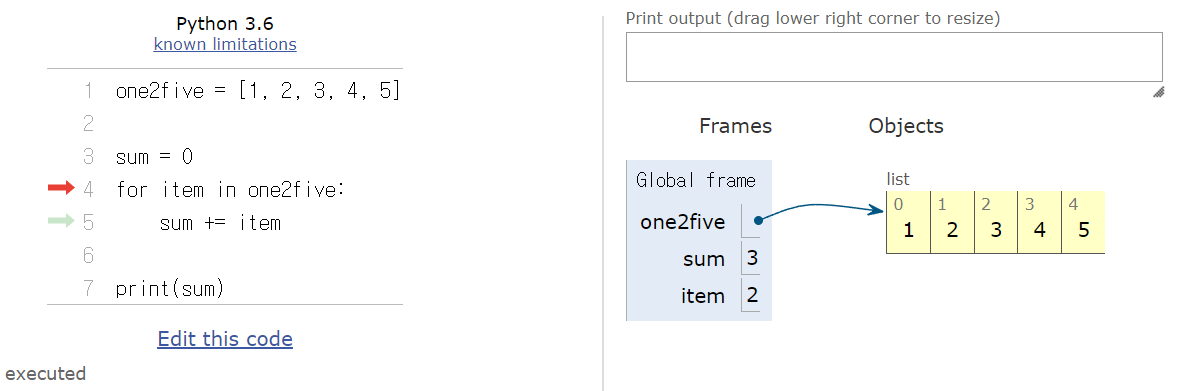 Python 3.6
known limitations
1 one2five = [1, 2, 3, 4, 5]
2
3 sum = 0
4 for item in one2five:
5     sum += item
6
7 print(sum)
Edit this code
executed
Print output (drag lower right corner to resize)
Frames Objects
Global frame
one2five
sum 3
item 2
list
0 1 2 3 4
1 2 3 4 5